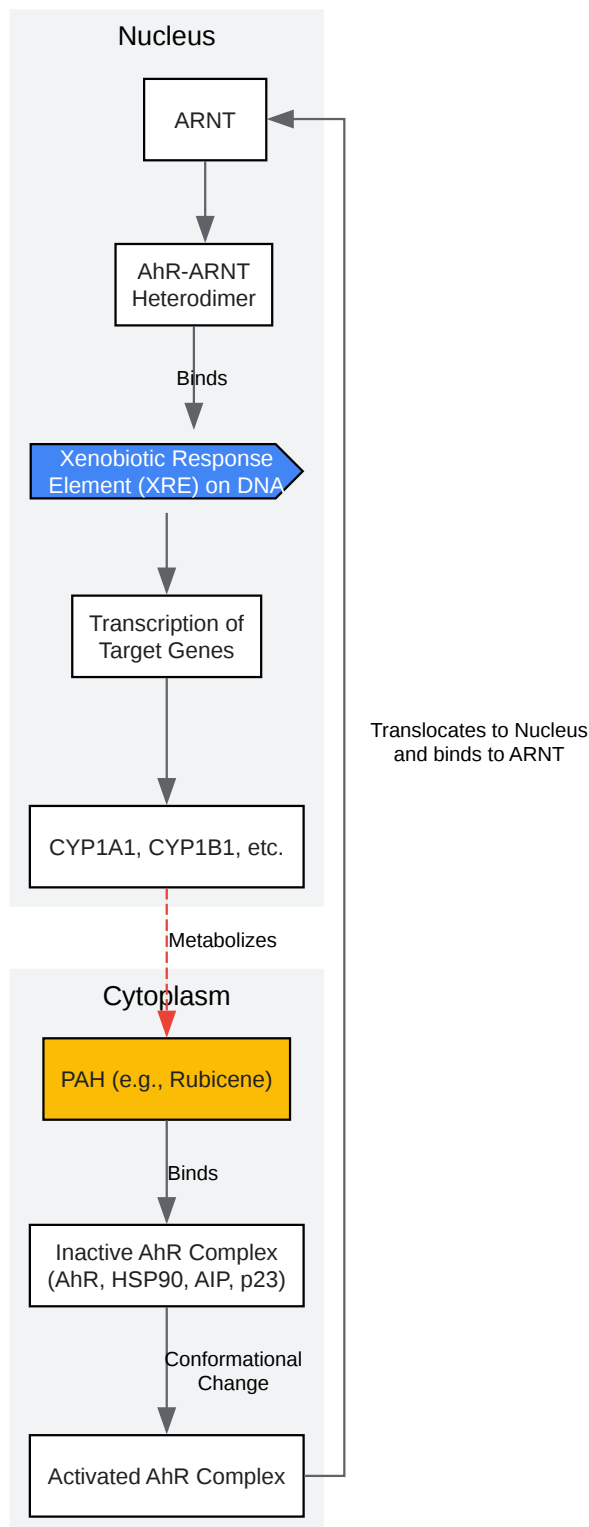 Nucleus
ARNT
AhR-ARNT
Heterodimer
Binds
Xenobiotic Response
Element (XRE) on DNA
Transcription of
Target Genes
Translocates to Nucleus
and binds to ARNT
CYP1A1, CYP1B1, etc.
Metabolizes
Cytoplasm
PAH (e.g., Rubicene)
Binds
Inactive AhR Complex
(AhR, HSP90, AIP, p23)
Conformational
Change
Activated AhR Complex